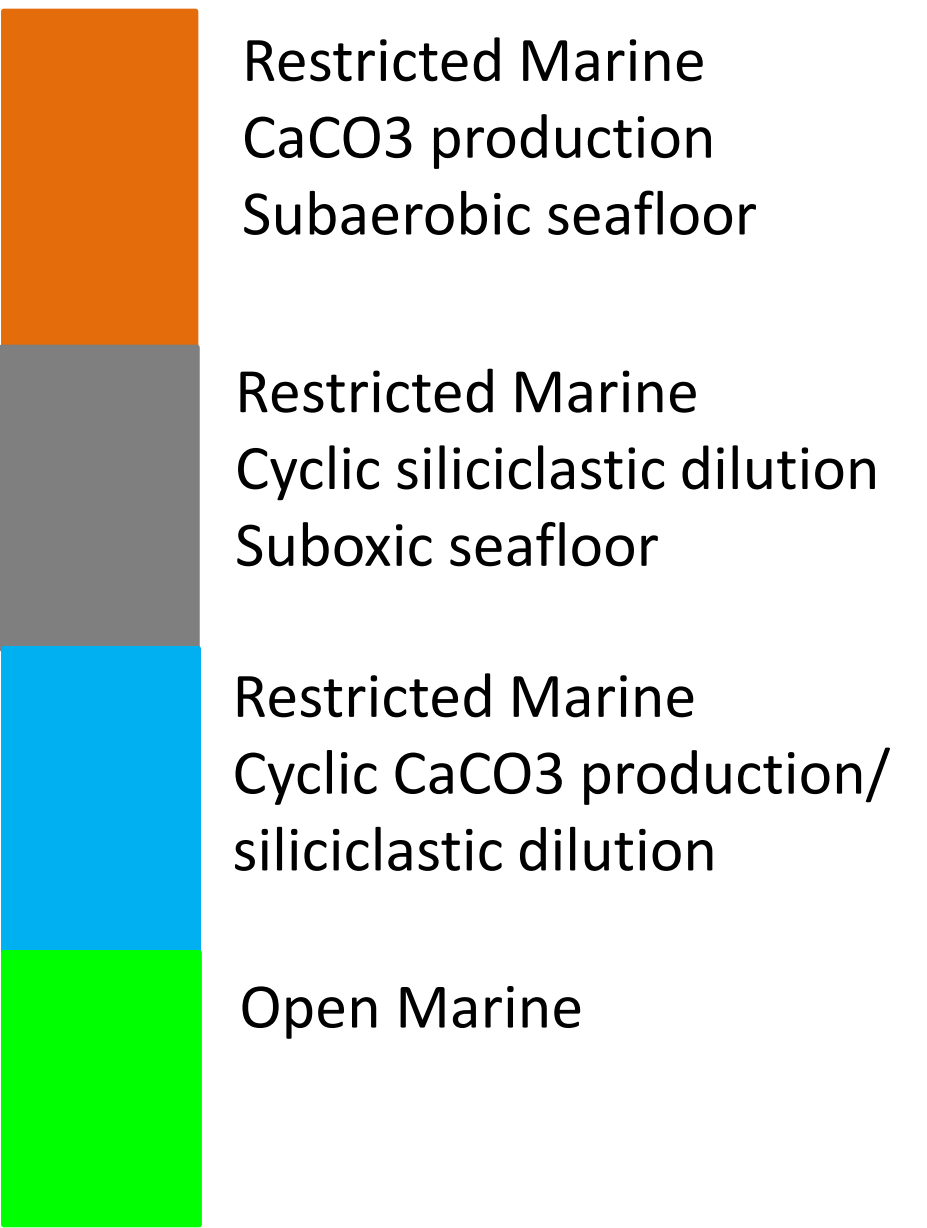 Restricted Marine
CaCO3 production
Subaerobic seafloor
Restricted Marine
Cyclic siliciclastic dilution
Suboxic seafloor
Restricted Marine
Cyclic CaCO3 production/
siliciclastic dilution
Open Marine